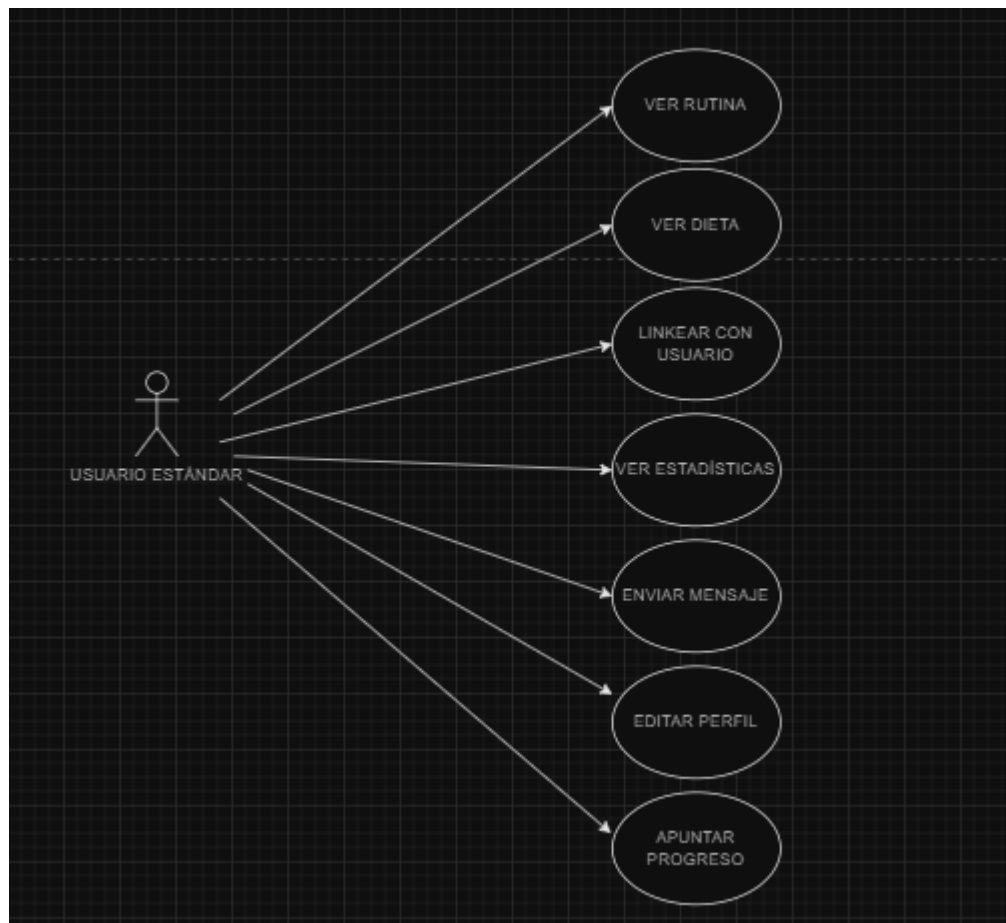 VER RUTINA
VER DIETA
LINKEAR CON
USUARIO
USUARIO ESTÁNDAR
VER ESTADÍSTICAS
ENVIAR MENSAJE
EDITAR PERFIL
APUNTAR
PROGRESO